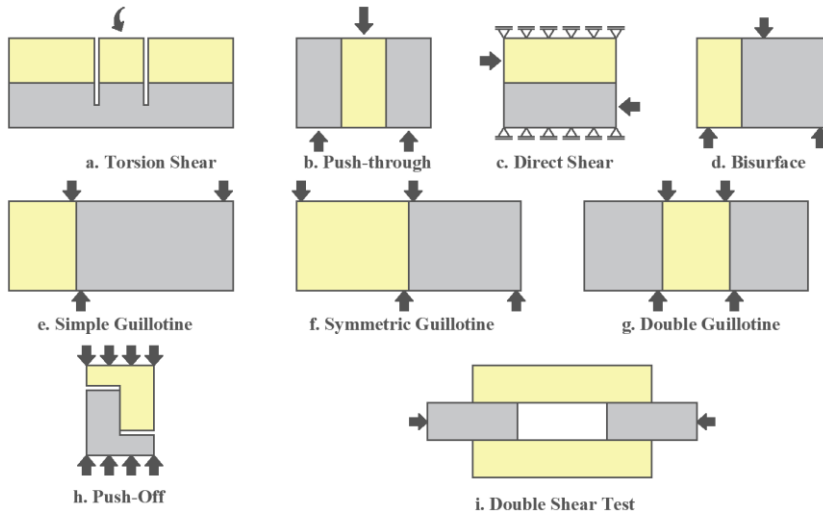 a. Torsion Shear
b. Push-through
c. Direct Shear
d. Bisurface
e. Simple Guillotine
f. Symmetric Guillotine
g. Double Guillotine
h. Push-Off
i. Double Shear Test